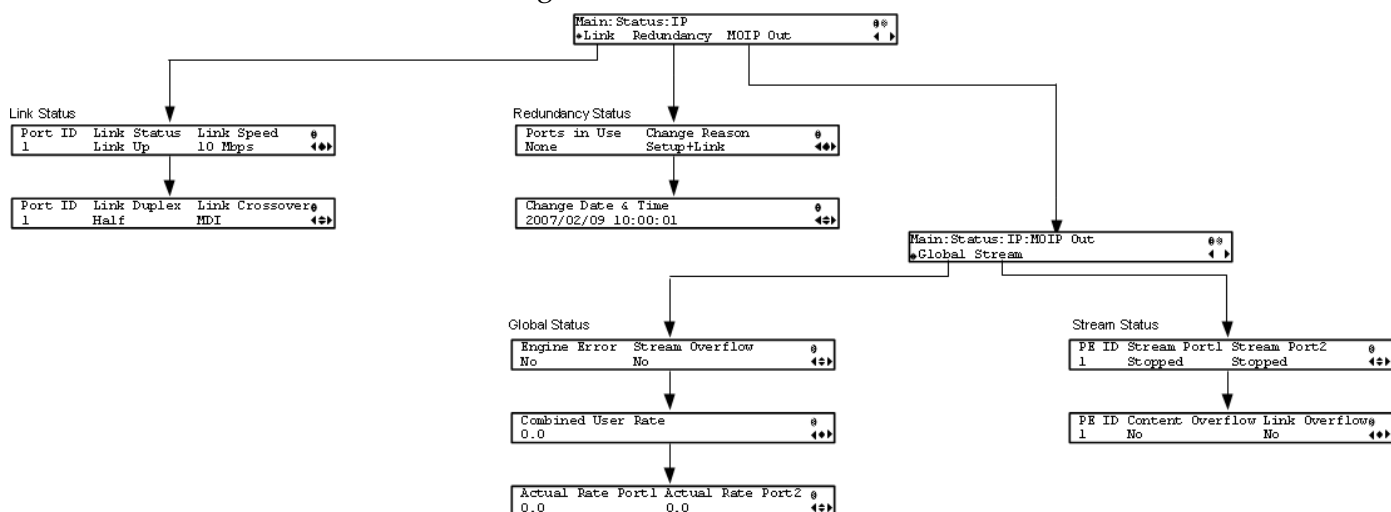 Main:Status:IP
Link Redundancy MOIP Out
Link Status
Port ID Link Status Link Speed
1 Link Up 10 Mbps
Port ID Link Duplex Link Crossover
1 Half MDI
Redundancy Status
Ports in Use Change Reason
None Setup+Link
Change Date & Time
2007/02/09 10:00:01
Main:Status:IP:MOIP Out
Global Stream
Global Status
Engine Error Stream Overflow
No No
Combined User Rate
0.0
Actual Rate Port1 Actual Rate Port2
0.0 0.0
Stream Status
PE ID Stream Port1 Stream Port2
1 Stopped Stopped
PE ID Content Overflow Link Overflow
1 No No